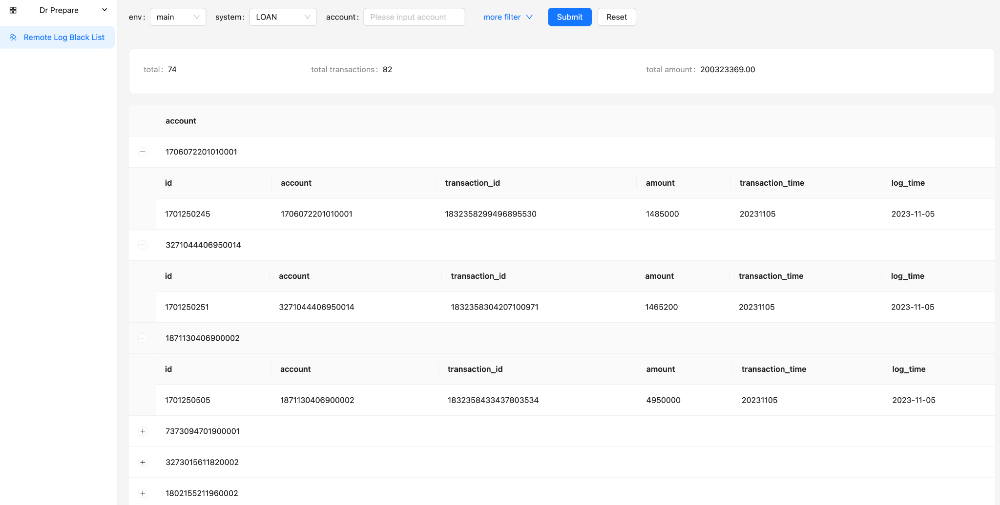 Dr Prepare
Remote Log Black List
env: main system: LOAN account: Please input account more filter Submit Reset
total: 74 total transactions: 82 total amount: 200323369.00
account
1706072201010001
id account transaction_id amount transaction_time log_time
1701250245 1706072201010001 1832358299496895530 1485000 20231105 2023-11-05
3271044406950014
id account transaction_id amount transaction_time log_time
1701250251 3271044406950014 1832358304207100971 1465200 20231105 2023-11-05
1871130406900002
id account transaction_id amount transaction_time log_time
1701250505 1871130406900002 1832358433437803534 4950000 20231105 2023-11-05
7373094701900001
3273015611820002
1802155211960002